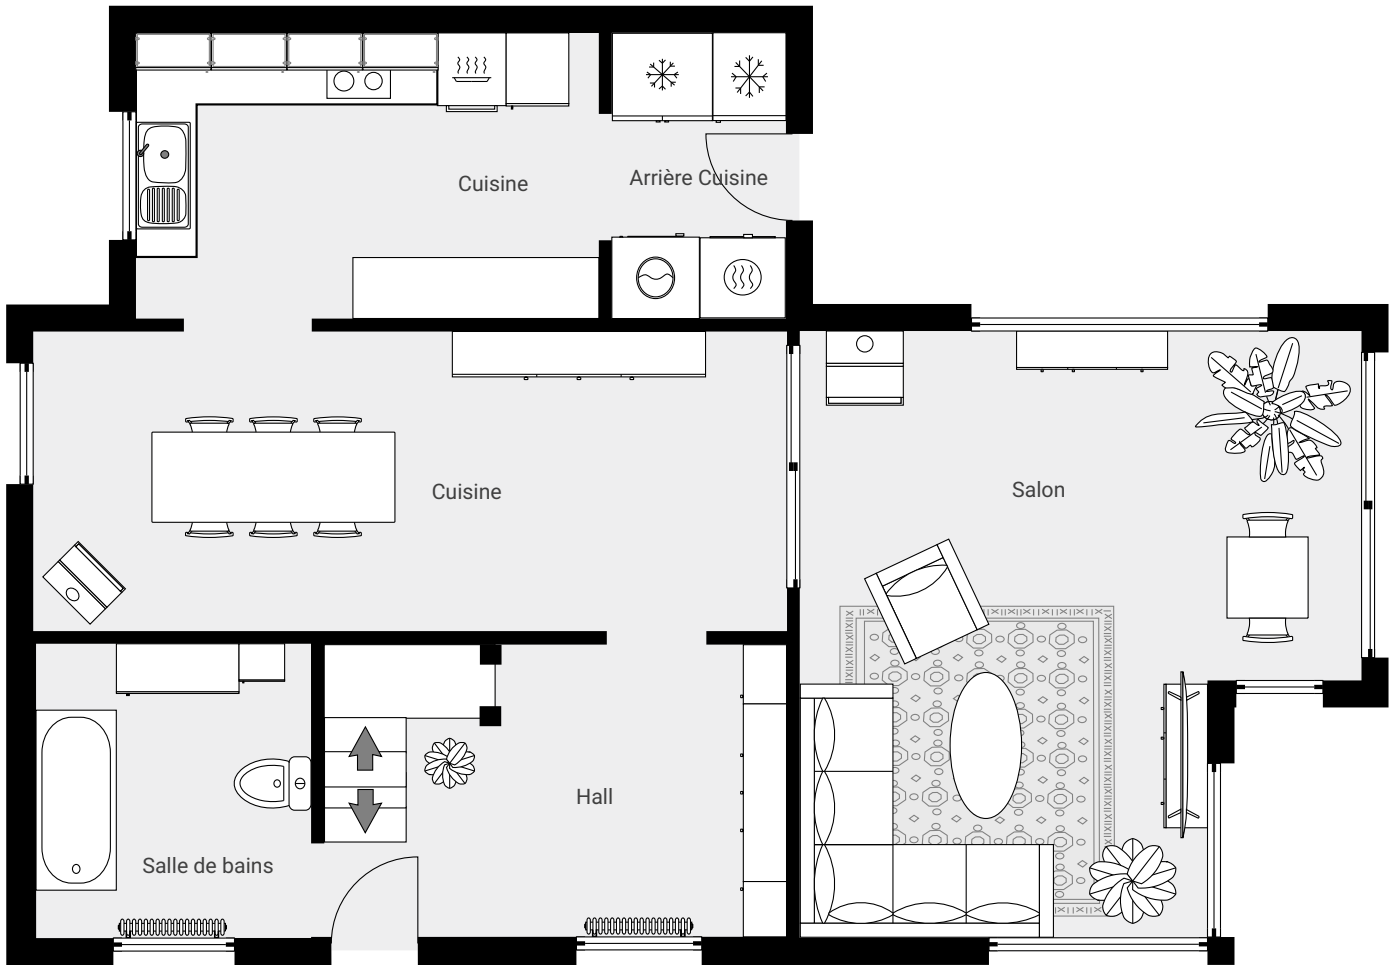 Cuisine
Arrière Cuisine
Cuisine
Salon
Hall
Salle de bains